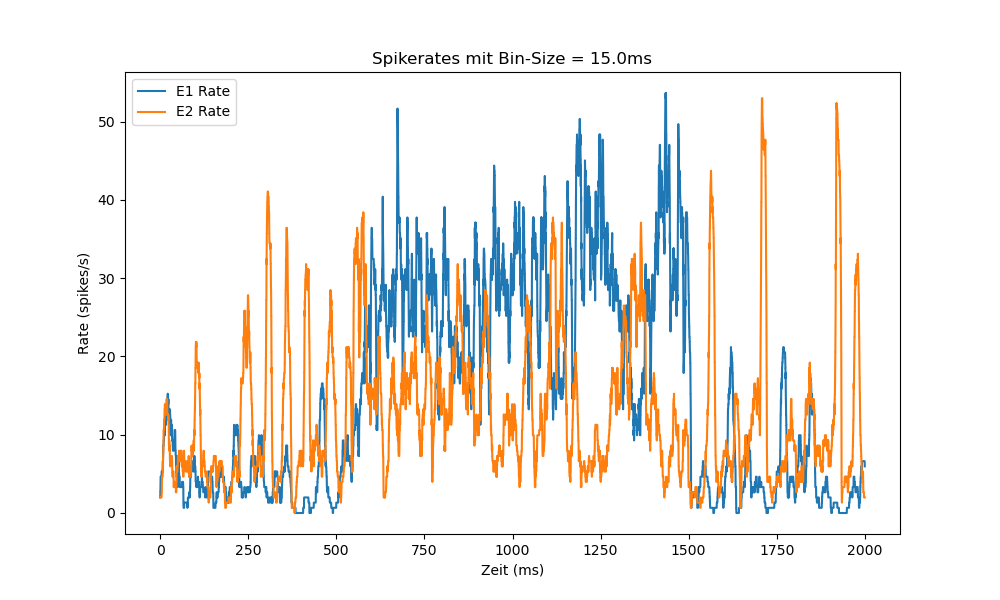 Spikerates mit Bin-Size = 15.0ms
E1 Rate
E2 Rate
Rate (spikes/s)
50
40
30
20
10
0
0 250 500 750 1000 1250 1500 1750 2000
Zeit (ms)